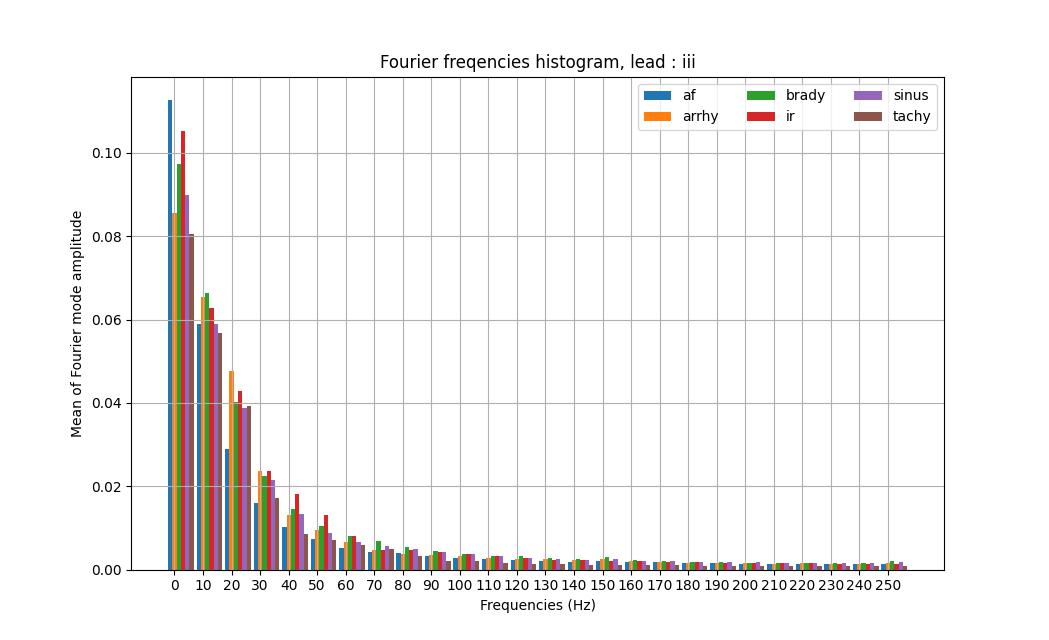 Fourier freqencies histogram, lead : iii
af
brady
sinus
arrhy
ir
tachy
Mean of Fourier mode amplitude
0.10
0.08
0.06
0.04
0.02
0.00
0 10 20 30 40 50 60 70 80 90 100 110 120 130 140 150 160 170 180 190 200 210 220 230 240 250
Frequencies (Hz)